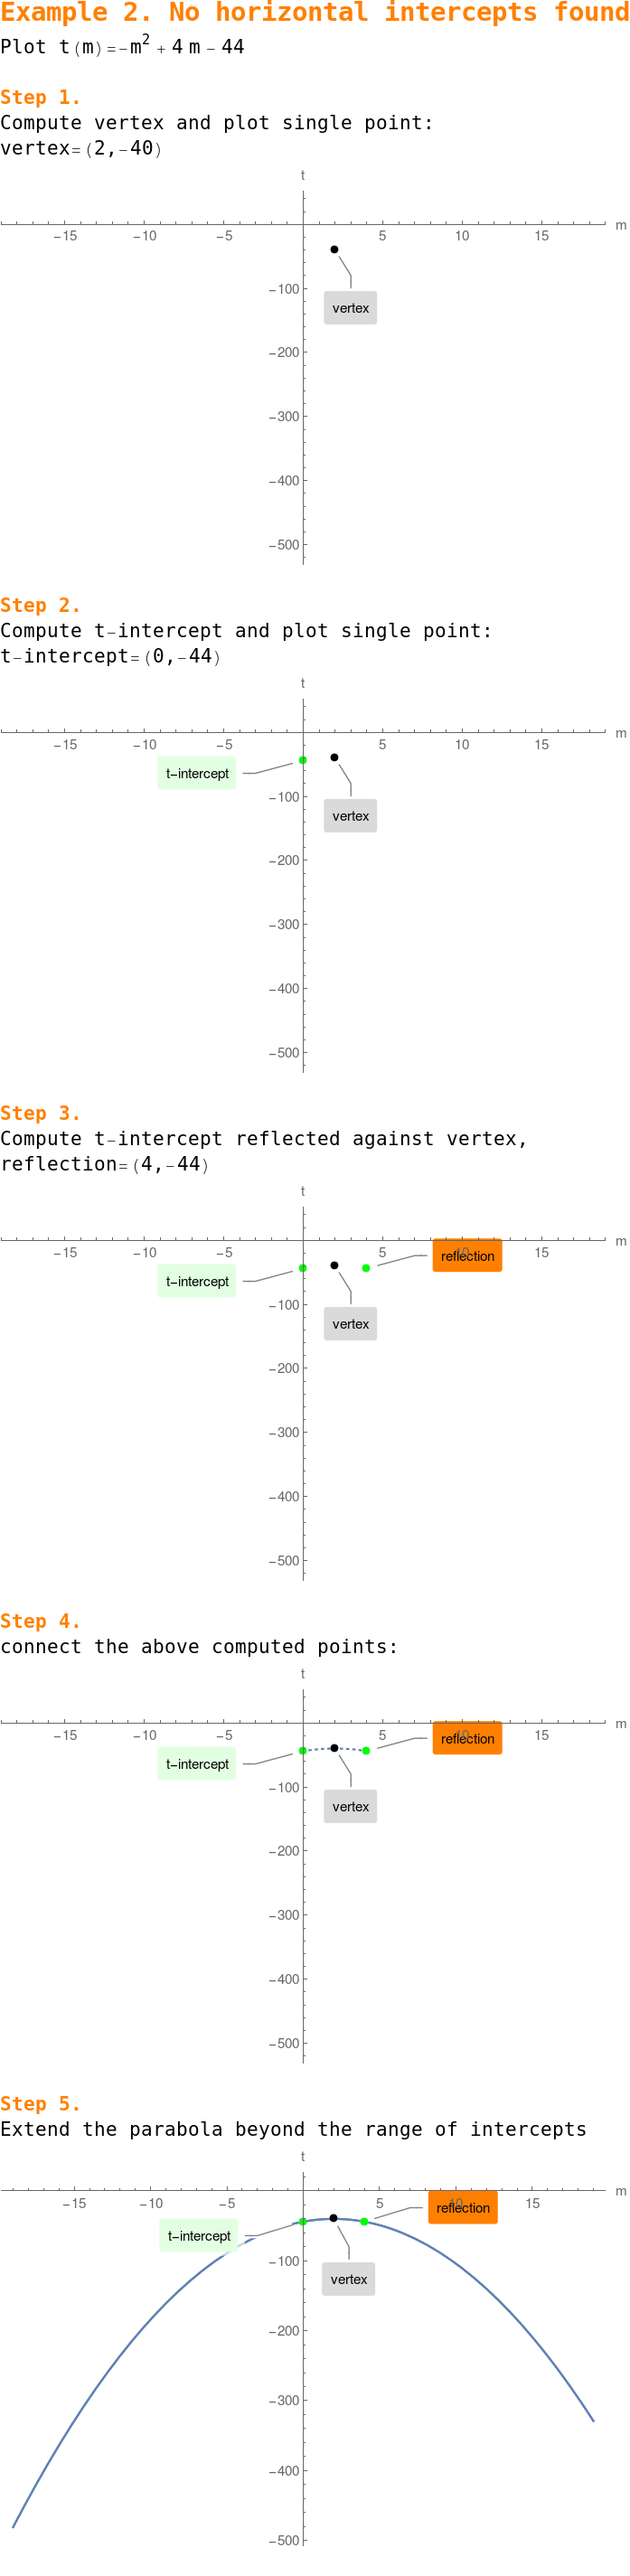 Example 2. No horizontal intercepts found
Plot t(m)=-m² + 4 m - 44
Step 1.
Compute vertex and plot single point:
vertex=(2,-40)
t
m
-15 -10 -5 5 10 15
vertex
-100
-200
-300
-400
-500
Step 2.
Compute t-intercept and plot single point:
t-intercept=(0,-44)
t
m
-15 -10 -5 5 10 15
t-intercept
vertex
-100
-200
-300
-400
-500
Step 3.
Compute t-intercept reflected against vertex,
reflection=(4,-44)
t
m
-15 -10 -5 5 10 15
reflection
t-intercept
vertex
-100
-200
-300
-400
-500
Step 4.
connect the above computed points:
t
m
-15 -10 -5 5 10 15
reflection
t-intercept
vertex
-100
-200
-300
-400
-500
Step 5.
Extend the parabola beyond the range of intercepts
t
m
-15 -10 -5 5 10 15
reflection
t-intercept
vertex
-100
-200
-300
-400
-500